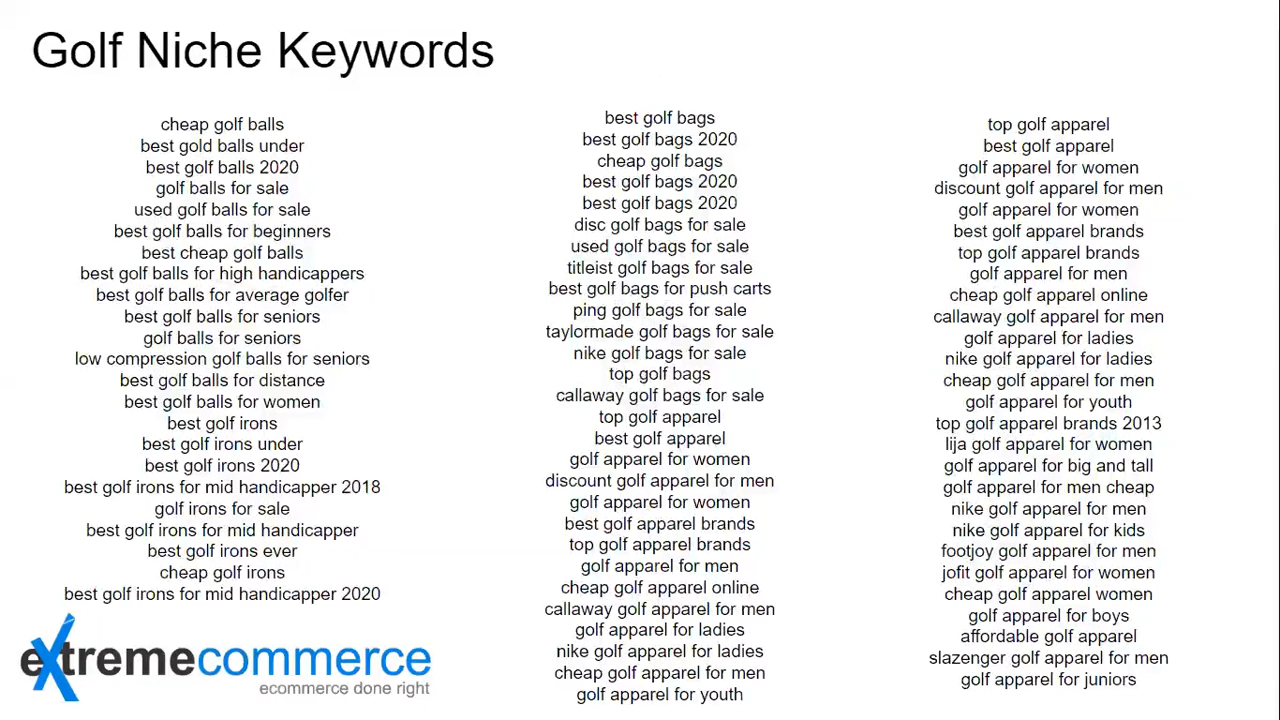 Golf Niche Keywords
cheap golf balls
best gold balls under
best golf balls 2020
golf balls for sale
used golf balls for sale
best golf balls for beginners
best cheap golf balls
best golf balls for high handicappers
best golf balls for average golfer
best golf balls for seniors
golf balls for seniors
low compression golf balls for seniors
best golf balls for distance
best golf balls for women
best golf irons
best golf irons under
best golf irons 2020
best golf irons for mid handicapper 2018
golf irons for sale
best golf irons for mid handicapper
best golf irons ever
cheap golf irons
best golf irons for mid handicapper 2020
best golf bags
best golf bags 2020
cheap golf bags
best golf bags 2020
best golf bags 2020
disc golf bags for sale
used golf bags for sale
titleist golf bags for sale
best golf bags for push carts
ping golf bags for sale
taylormade golf bags for sale
nike golf bags for sale
top golf bags
callaway golf bags for sale
top golf apparel
best golf apparel
golf apparel for women
discount golf apparel for men
golf apparel for women
best golf apparel brands
top golf apparel brands
golf apparel for men
cheap golf apparel online
callaway golf apparel for men
golf apparel for ladies
nike golf apparel for ladies
cheap golf apparel for men
golf apparel for youth
top golf apparel
best golf apparel
golf apparel for women
discount golf apparel for men
golf apparel for women
best golf apparel brands
top golf apparel brands
golf apparel for men
cheap golf apparel online
callaway golf apparel for men
golf apparel for ladies
nike golf apparel for ladies
cheap golf apparel for men
golf apparel for youth
top golf apparel brands 2013
lija golf apparel for women
golf apparel for big and tall
golf apparel for men cheap
nike golf apparel for men
nike golf apparel for kids
footjoy golf apparel for men
jofit golf apparel for women
cheap golf apparel women
golf apparel for boys
affordable golf apparel
slazenger golf apparel for men
golf apparel for juniors
extremecommerce
ecommerce done right